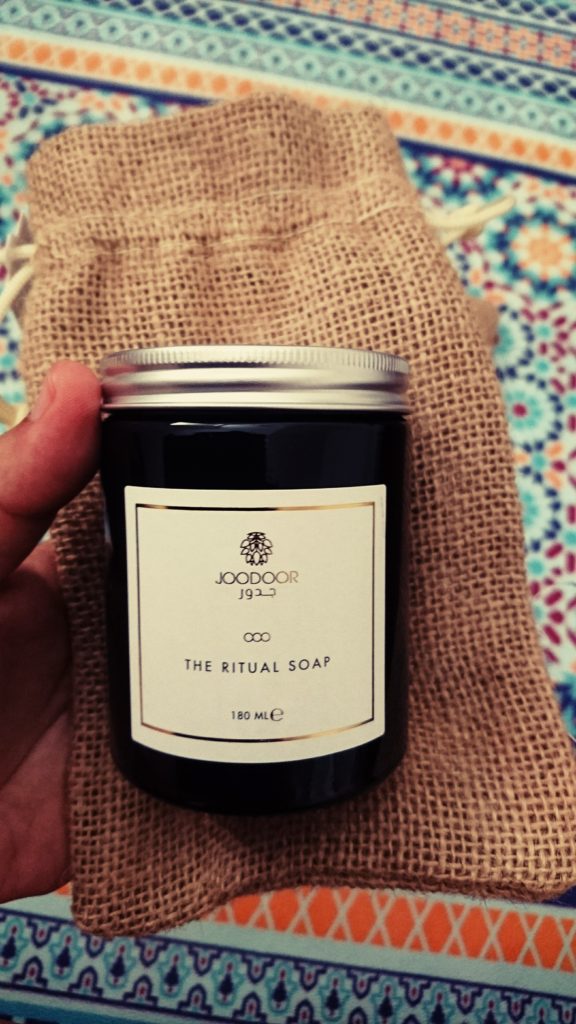 JOODOOR
جدور
THE RITUAL SOAP
180 ML ℮